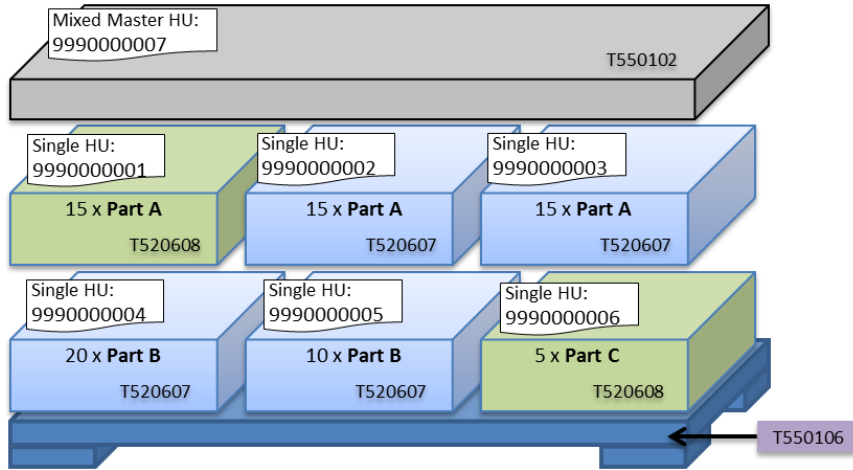 Mixed Master HU:
9990000007
T550102
Single HU:
9990000001
Single HU:
9990000002
Single HU:
9990000003
15 x Part A
T520608
15 x Part A
T520607
15 x Part A
T520607
Single HU:
9990000004
Single HU:
9990000005
Single HU:
9990000006
20 x Part B
T520607
10 x Part B
T520607
5 x Part C
T520608
T550106